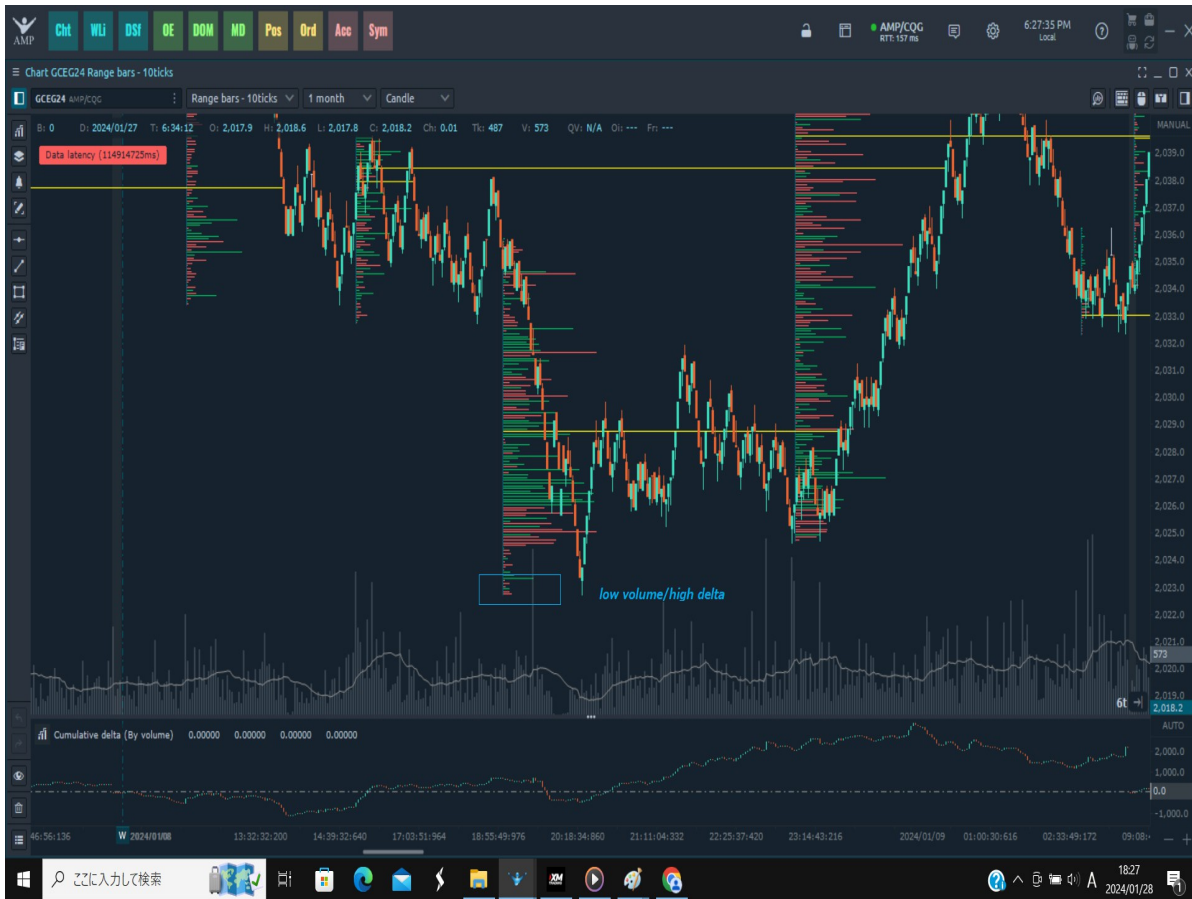 AMP
Cht WLi DSf OE DOM MD Pos Ord Acc Sym
AMP/CQG
RTT: 157 ms
6:27:35 PM
Local
Chart GCEG24 Range bars - 10ticks
GCEG24 AMP/CQG
Range bars - 10ticks
1 month
Candle
B: 0 D: 2024/01/27 T: 6:34:12 O: 2,017.9 H: 2,018.6 L: 2,017.8 C: 2,018.2 Ch: 0.01 Tk: 487 V: 573 QV: N/A Oi: --- Fr: ---
MANUAL
Data latency (114914725ms)
2,039.0
2,038.0
2,037.0
2,036.0
2,035.0
2,034.0
2,033.0
2,032.0
2,031.0
2,030.0
2,029.0
2,028.0
2,027.0
2,026.0
2,025.0
2,024.0
2,023.0
low volume/high delta
2,022.0
2,021.0
573
2,020.0
2,019.0
6t
2,018.2
AUTO
Cumulative delta (By volume) 0.00000 0.00000 0.00000 0.00000
2,000.0
1,000.0
0.0
-1,000.0
46:56:136 W 2024/01/08 13:32:32:200 14:39:32:640 17:03:51:964 18:55:49:976 20:18:34:860 21:11:04:332 22:25:37:420 23:14:43:216 2024/01/09 01:00:30:616 02:33:49:172 09:08:
ここに入力して検索
XM
A
18:27
2024/01/28
1